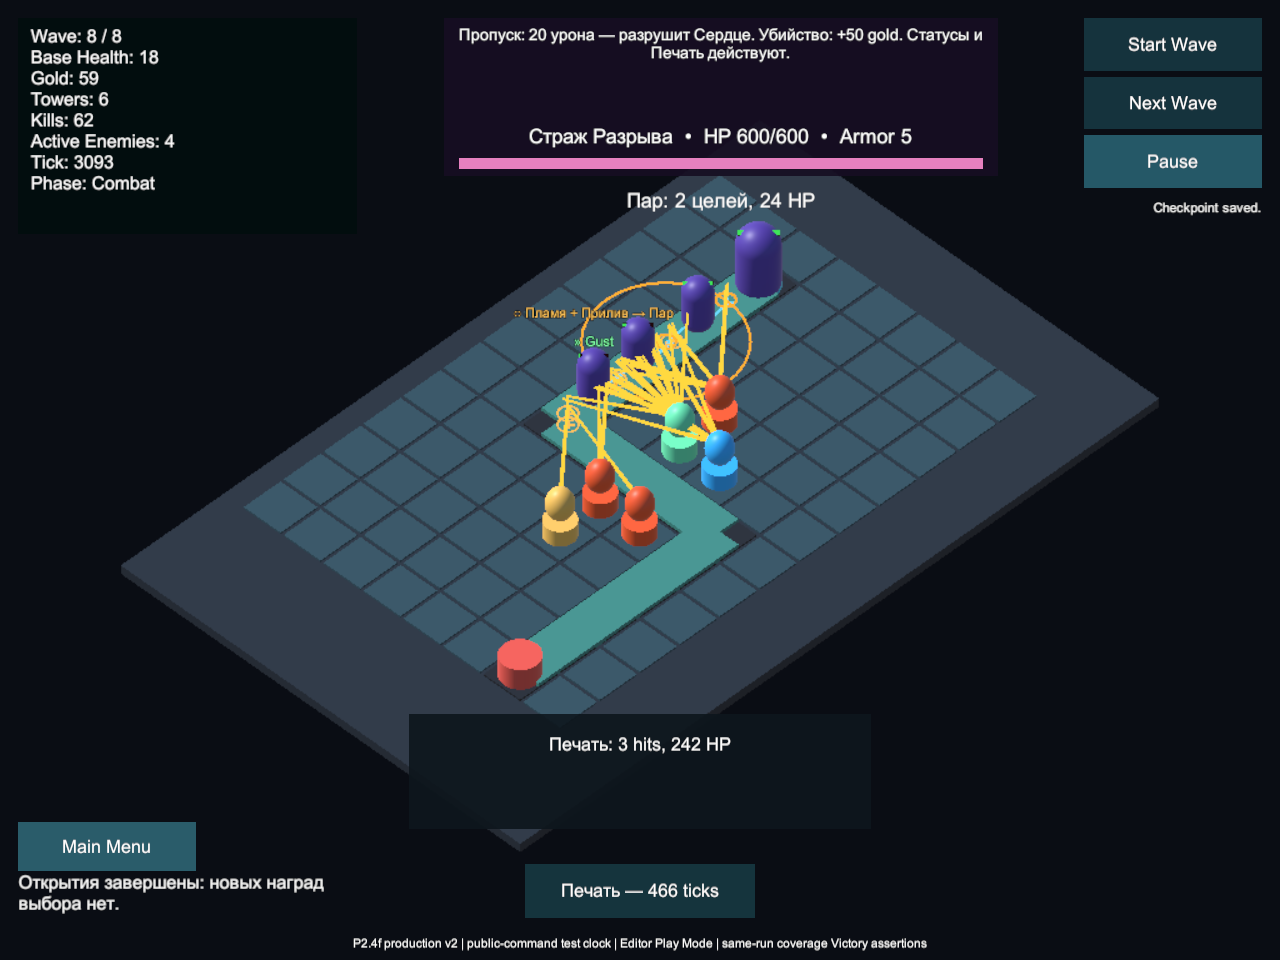 Wave: 8 / 8
Base Health: 18
Gold: 59
Towers: 6
Kills: 62
Active Enemies: 4
Tick: 3093
Phase: Combat
Пропуск: 20 урона — разрушит Сердце. Убийство: +50 gold. Статусы и
Печать действуют.
Страж Разрыва • HP 600/600 • Armor 5
Start Wave
Next Wave
Pause
Checkpoint saved.
Пар: 2 целей, 24 HP
:: Пламя + Прилив → Пар
» Gust
Печать: 3 hits, 242 HP
Main Menu
Открытия завершены: новых наград
выбора нет.
Печать — 466 ticks
P2.4f production v2 | public-command test clock | Editor Play Mode | same-run coverage Victory assertions